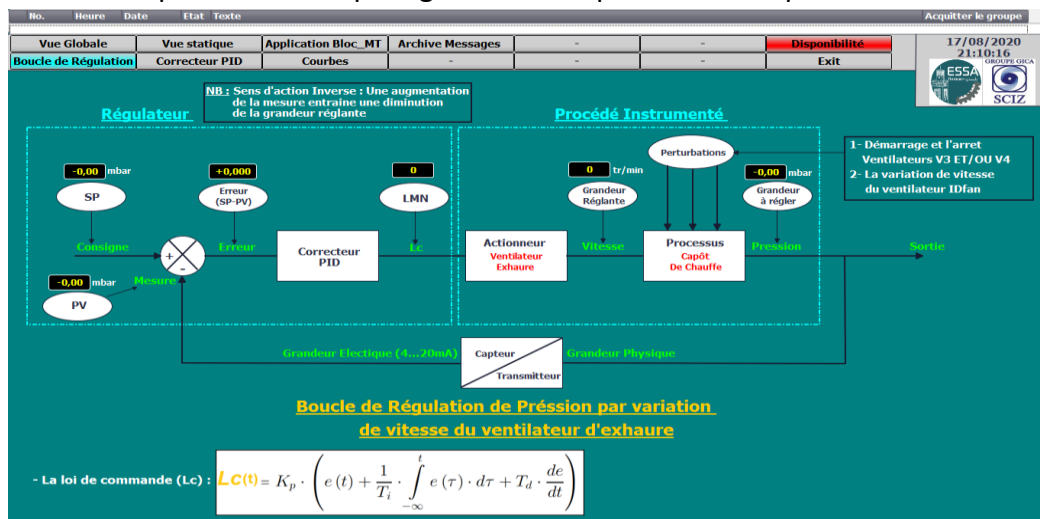 No. Heure Date Etat Texte Acquitter le groupe
Vue Globale Vue statique Application Bloc_MT Archive Messages - - Disponibilité
Boucle de Régulation Correcteur PID Courbes - - - Exit
17/08/2020
21:10:16
ESSA
GROUPE GICA
SCIZ
NB : Sens d'action Inverse : Une augmentation
de la mesure entraine une diminution
de la grandeur réglante
Régulateur
Procédé Instrumenté
1- Démarrage et l'arret
Ventilateurs V3 ET/OU V4
2- La variation de vitesse
du ventilateur IDfan
Perturbations
-0,00 mbar
+0,000
0
0 tr/min
-0,00 mbar
SP
Erreur
(SP-PV)
LMN
Grandeur
Réglante
Grandeur
à régler
Consigne
+
-
Erreur
Correcteur
PID
Lc
Actionneur
Ventilateur
Exhaure
Vitesse
Processus
Capôt
De Chauffe
Pression
Sortie
-0,00 mbar
Mesure
PV
Grandeur Electique (4...20mA)
Capteur
Transmitteur
Grandeur Physique
Boucle de Régulation de Préssion par variation
de vitesse du ventilateur d'exhaure
- La loi de commande (Lc) : Lc(t) = K_p · ( e (t) + 1/T_i · ∫_{-∞}^{t} e (τ) · dτ + T_d · de/dt )